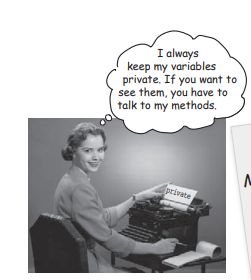 I always
keep my variables
private. If you want to
see them, you have to
talk to my methods.
private